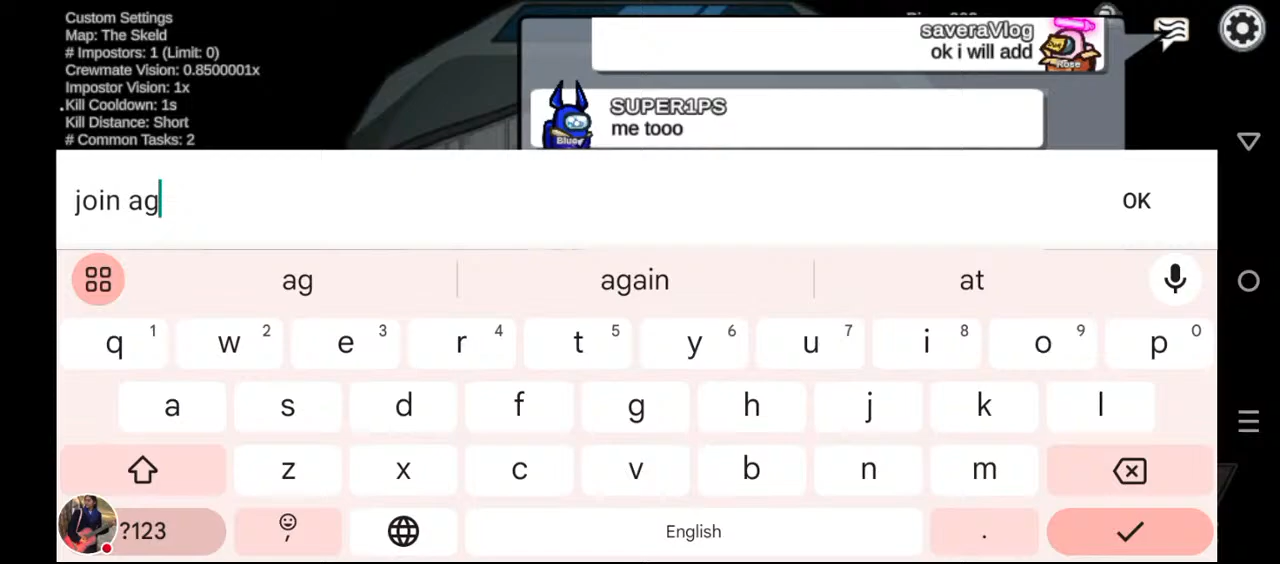 Custom Settings
Map: The Skeld
# Impostors: 1 (Limit: 0)
Crewmate Vision: 0.8500001x
Impostor Vision: 1x
Kill Cooldown: 1s
Kill Distance: Short
# Common Tasks: 2
saveraVlog
ok i will add
Rose
SUPER1PS
me tooo
Blue
join ag
OK
ag again at
q 1 w 2 e 3 r 4 t 5 y 6 u 7 i 8 o 9 p 0
a s d f g h j k l
z x c v b n m
?123 , English .